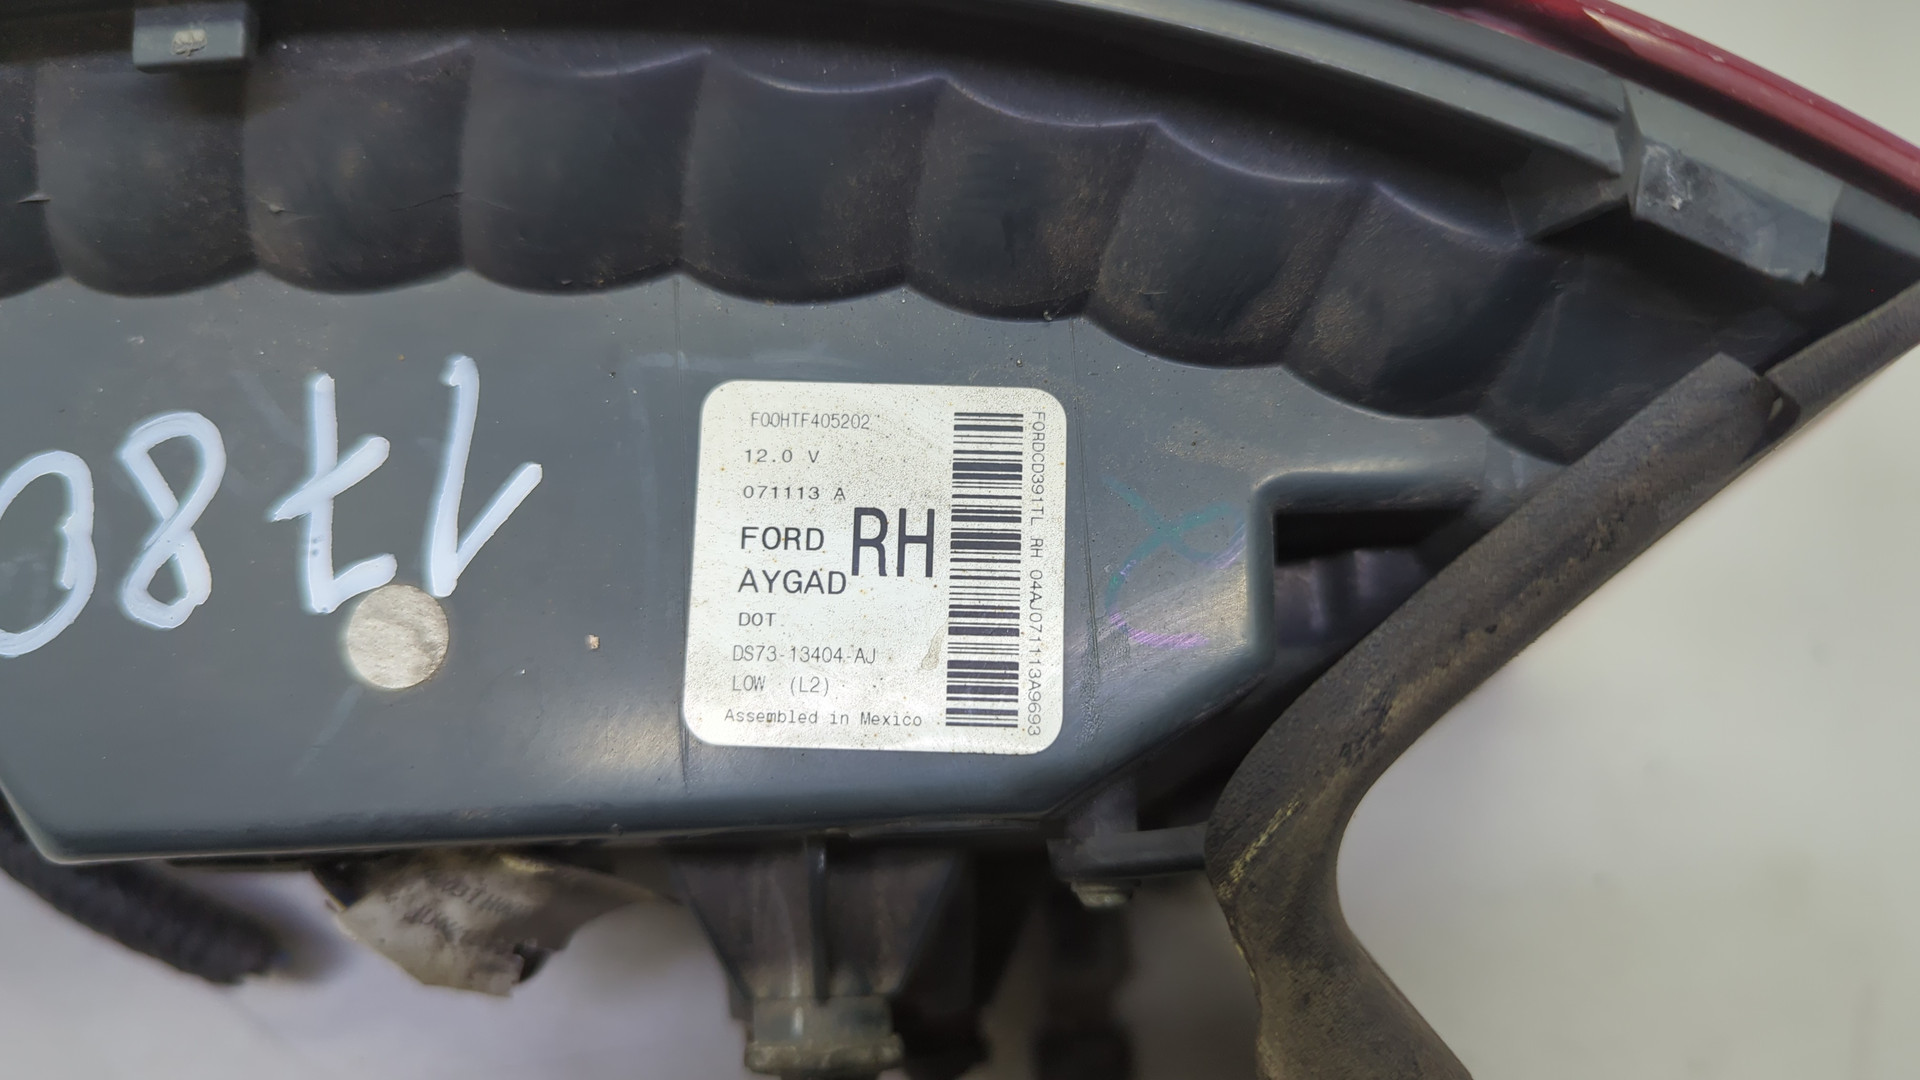 F00HTF405202
12.0 V
071113 A
FORD RH
AYGAD
DOT
DS73-13404-AJ
LOW (L2)
Assembled in Mexico
FORDCD391TL RH 04AJ071113A9693